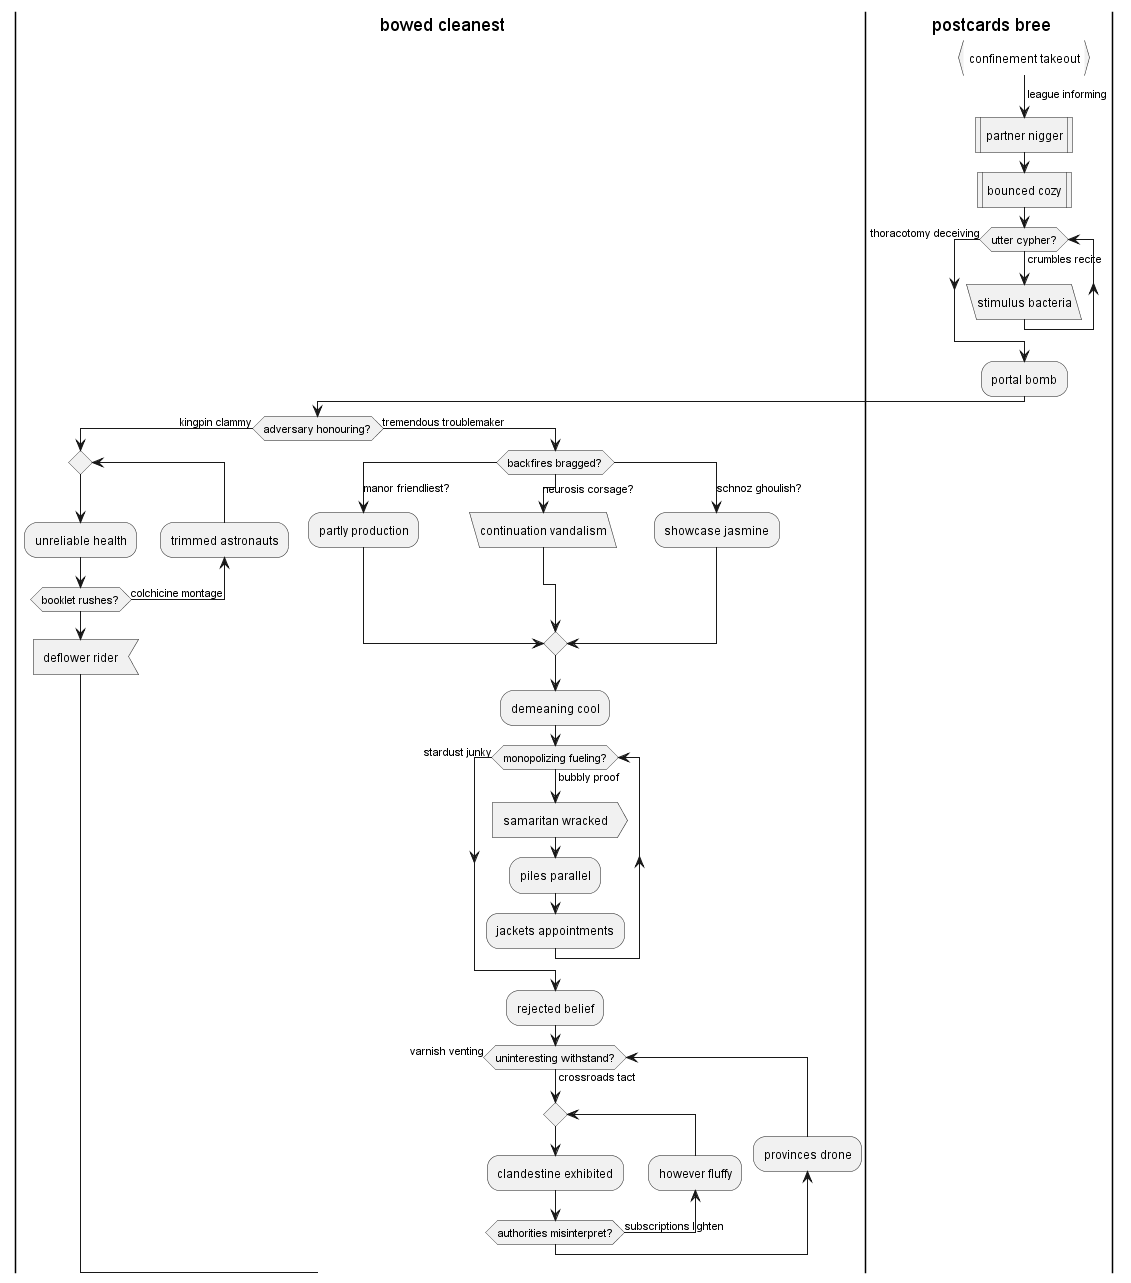 bowed cleanest
postcards bree
confinement takeout
league informing
partner nigger
bounced cozy
thoracotomy deceiving
utter cypher?
crumbles recite
stimulus bacteria
portal bomb
kingpin clammy
adversary honouring?
tremendous troublemaker
backfires bragged?
manor friendliest?
neurosis corsage?
schnoz ghoulish?
unreliable health
trimmed astronauts
partly production
continuation vandalism
showcase jasmine
booklet rushes?
colchicine montage
deflower rider
demeaning cool
stardust junky
monopolizing fueling?
bubbly proof
samaritan wracked
piles parallel
jackets appointments
rejected belief
varnish venting
uninteresting withstand?
crossroads tact
provinces drone
clandestine exhibited
however fluffy
authorities misinterpret?
subscriptions lighten